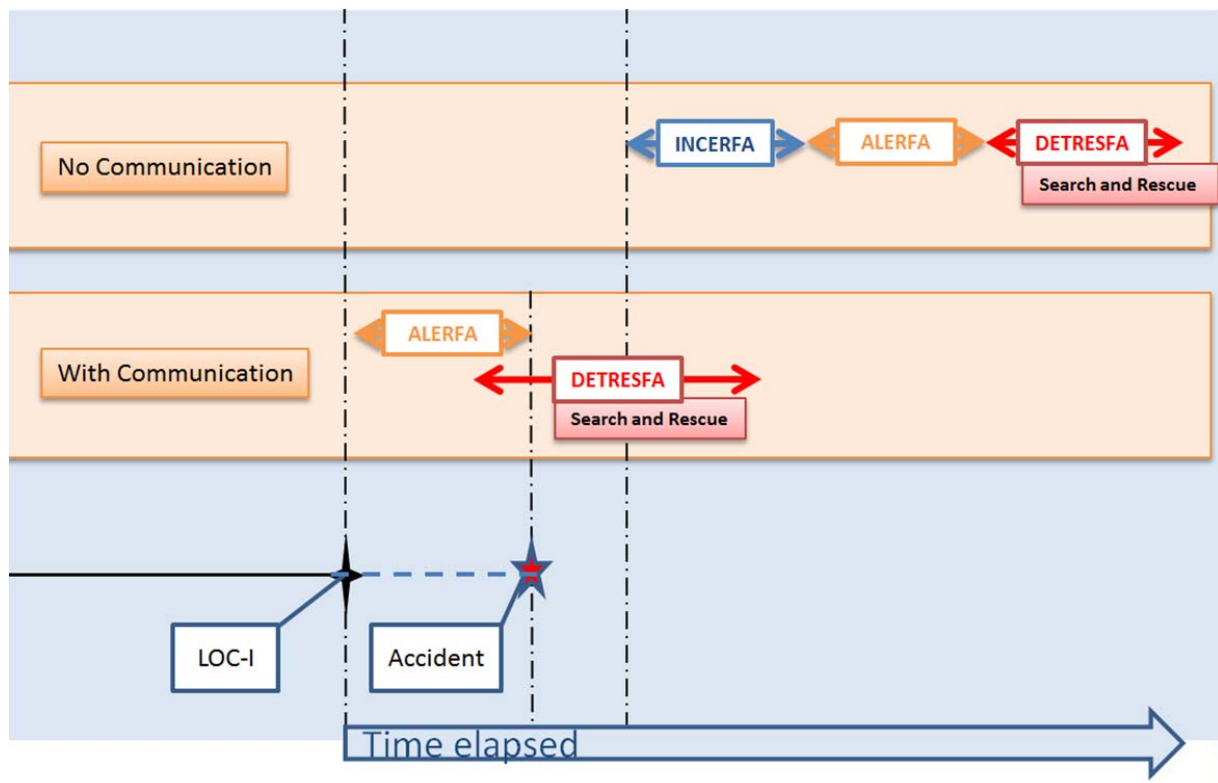 INCERFA
ALERFA
DETRESFA
No Communication
Search and Rescue
ALERFA
With Communication
DETRESFA
Search and Rescue
LOC-I
Accident
Time elapsed